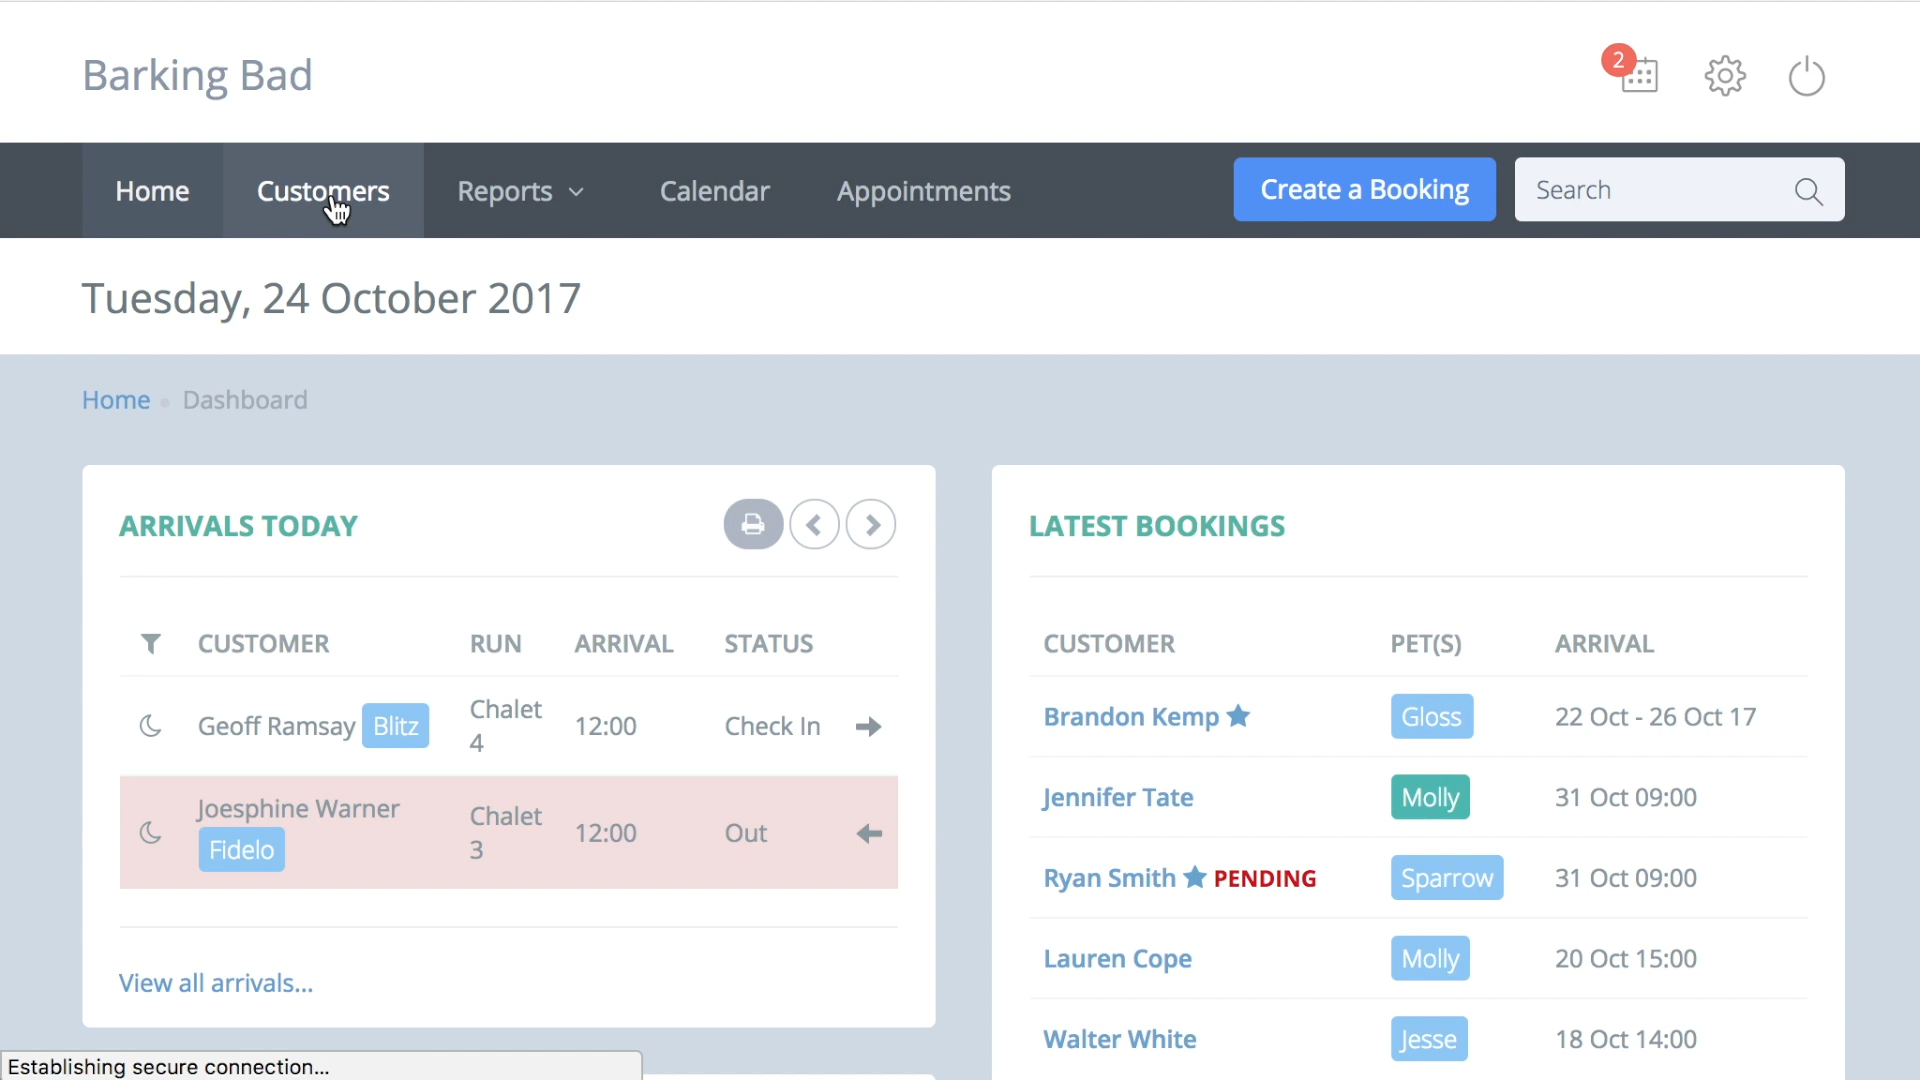 Barking Bad
2
Home
Customers
Reports
Calendar
Appointments
Create a Booking
Search
Tuesday, 24 October 2017
Home
Dashboard
ARRIVALS TODAY
CUSTOMER RUN ARRIVAL STATUS
Geoff Ramsay Blitz Chalet 12:00 Check In
4
Joesphine Warner Chalet 12:00 Out
Fidelo 3
View all arrivals...
LATEST BOOKINGS
CUSTOMER PET(S) ARRIVAL
Brandon Kemp Gloss 22 Oct - 26 Oct 17
Jennifer Tate Molly 31 Oct 09:00
Ryan Smith PENDING Sparrow 31 Oct 09:00
Lauren Cope Molly 20 Oct 15:00
Walter White Jesse 18 Oct 14:00
Establishing secure connection...